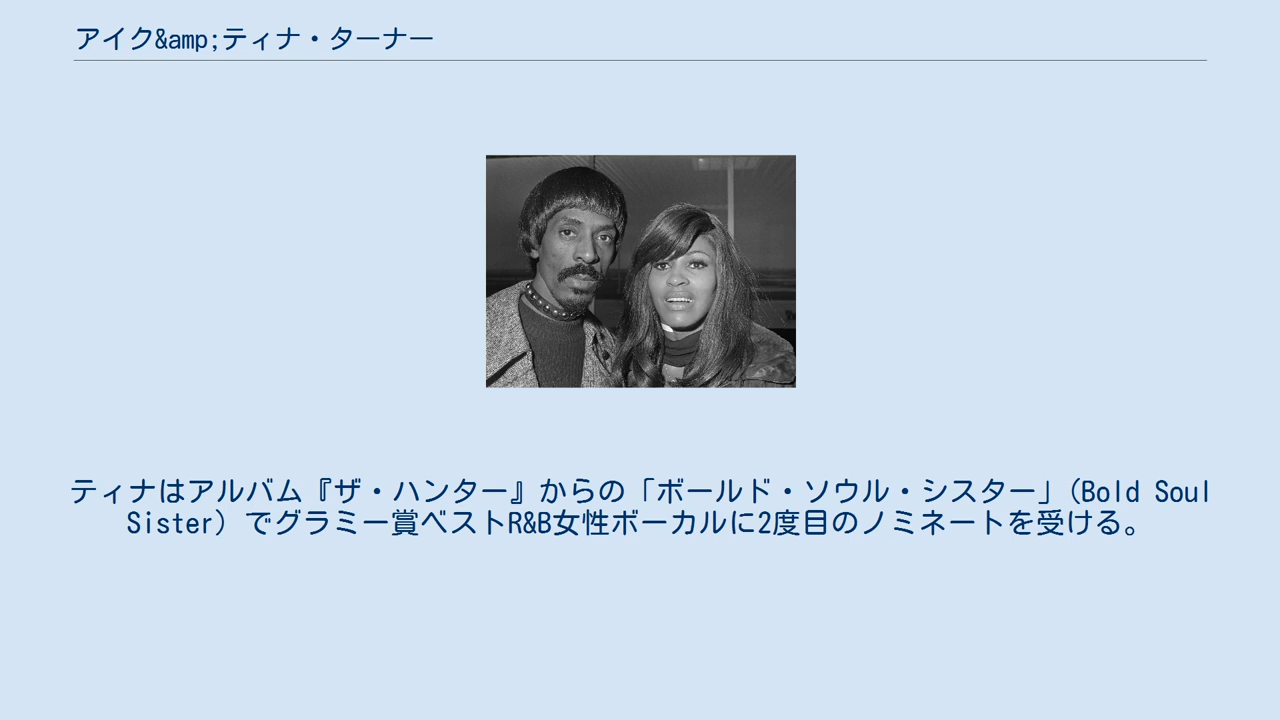 アイク&amp;ティナ・ターナー
ティナはアルバム『ザ・ハンター』からの「ボールド・ソウル・シスター」(Bold Soul
Sister) でグラミー賞ベストR&B女性ボーカルに2度目のノミネートを受ける。